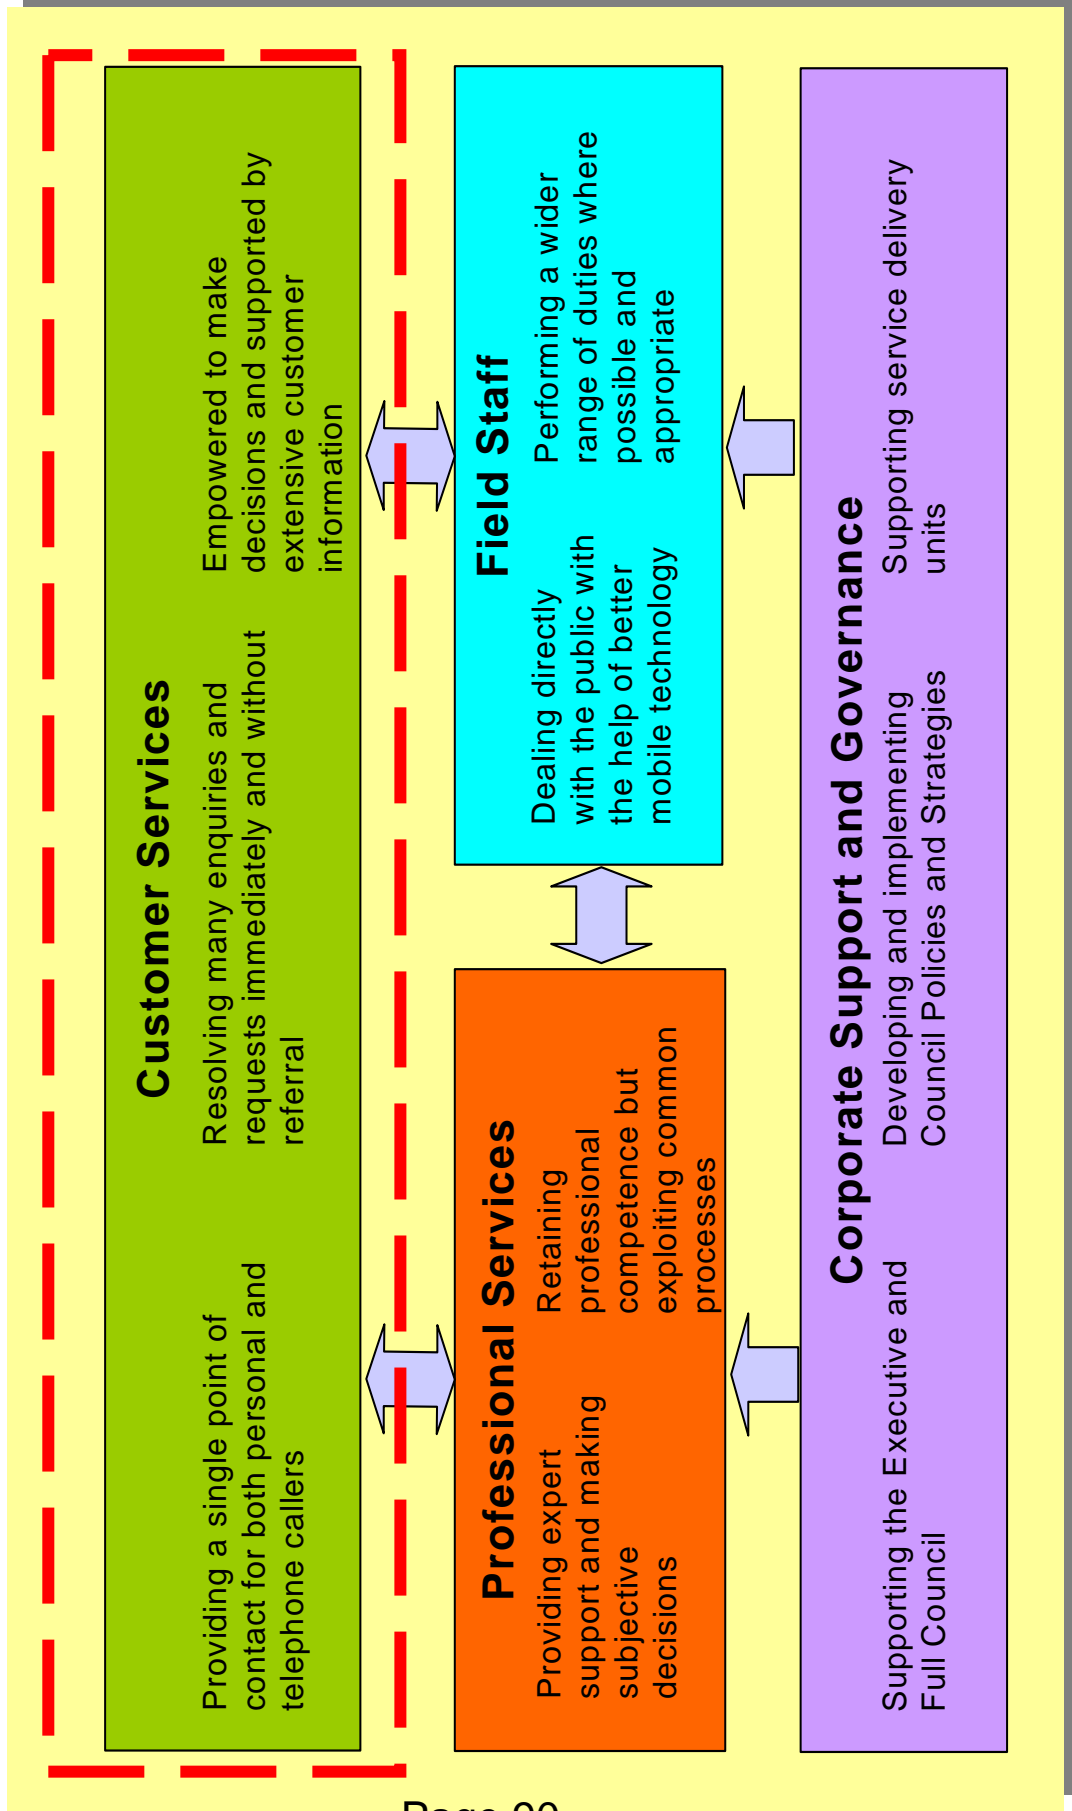 Customer Services
Providing a single point of
contact for both personal and
telephone callers
Resolving many enquiries and
requests immediately and without
referral
Empowered to make
decisions and supported by
extensive customer
information
Professional Services
Providing expert
support and making
subjective
decisions
Retaining
professional
competence but
exploiting common
processes
Field Staff
Dealing directly
with the public with
the help of better
mobile technology
Performing a wider
range of duties where
possible and
appropriate
Corporate Support and Governance
Supporting the Executive and
Full Council
Developing and implementing
Council Policies and Strategies
Supporting service delivery
units
Page